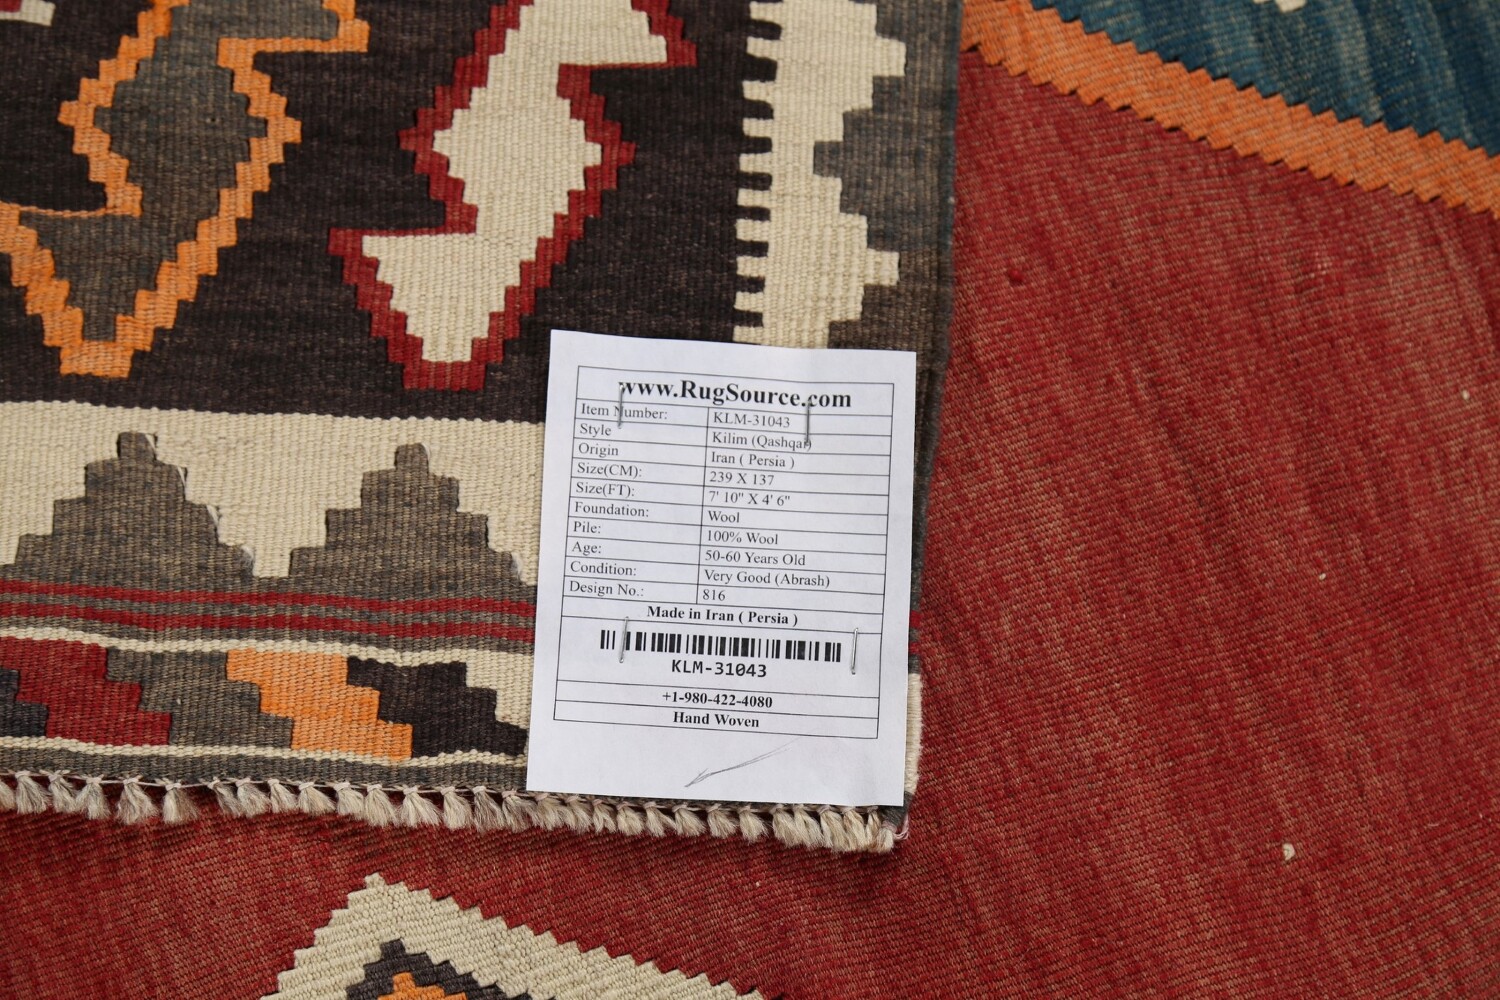 www.RugSource.com
Item Number: KLM-31043
Style Kilim (Qashqai)
Origin Iran ( Persia )
Size(CM): 239 X 137
Size(FT): 7' 10" X 4' 6"
Foundation: Wool
Pile: 100% Wool
Age: 50-60 Years Old
Condition: Very Good (Abrash)
Design No.: 816
Made in Iran ( Persia )
KLM-31043
+1-980-422-4080
Hand Woven